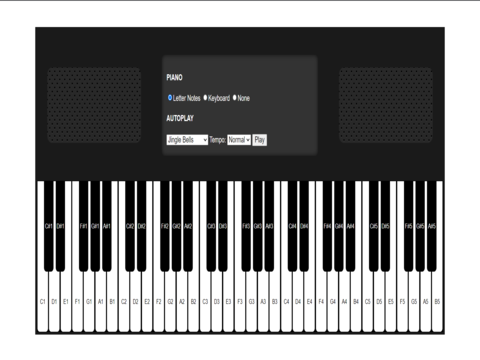 PIANO
Letter Notes Keyboard None
AUTOPLAY
Jingle Bells Tempo: Normal Play
C#1 D#1 F#1 G#1 A#1 C#2 D#2 F#2 G#2 A#2 C#3 D#3 F#3 G#3 A#3 C#4 D#4 F#4 G#4 A#4 C#5 D#5 F#5 G#5 A#5
C1 D1 E1 F1 G1 A1 B1 C2 D2 E2 F2 G2 A2 B2 C3 D3 E3 F3 G3 A3 B3 C4 D4 E4 F4 G4 A4 B4 C5 D5 E5 F5 G5 A5 B5